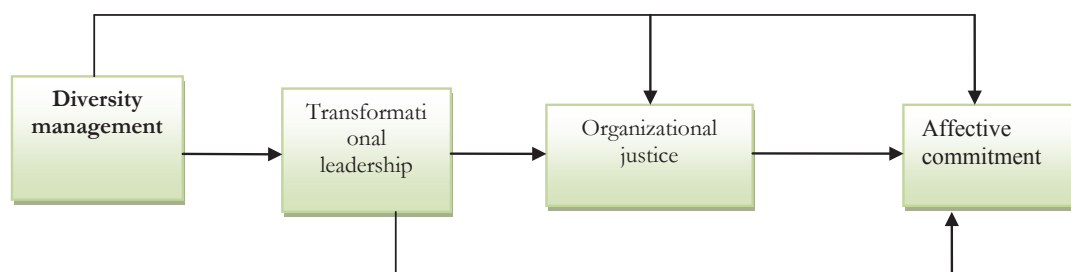 Diversity
management
Transformati
onal
leadership
Organizational
justice
Affective
commitment